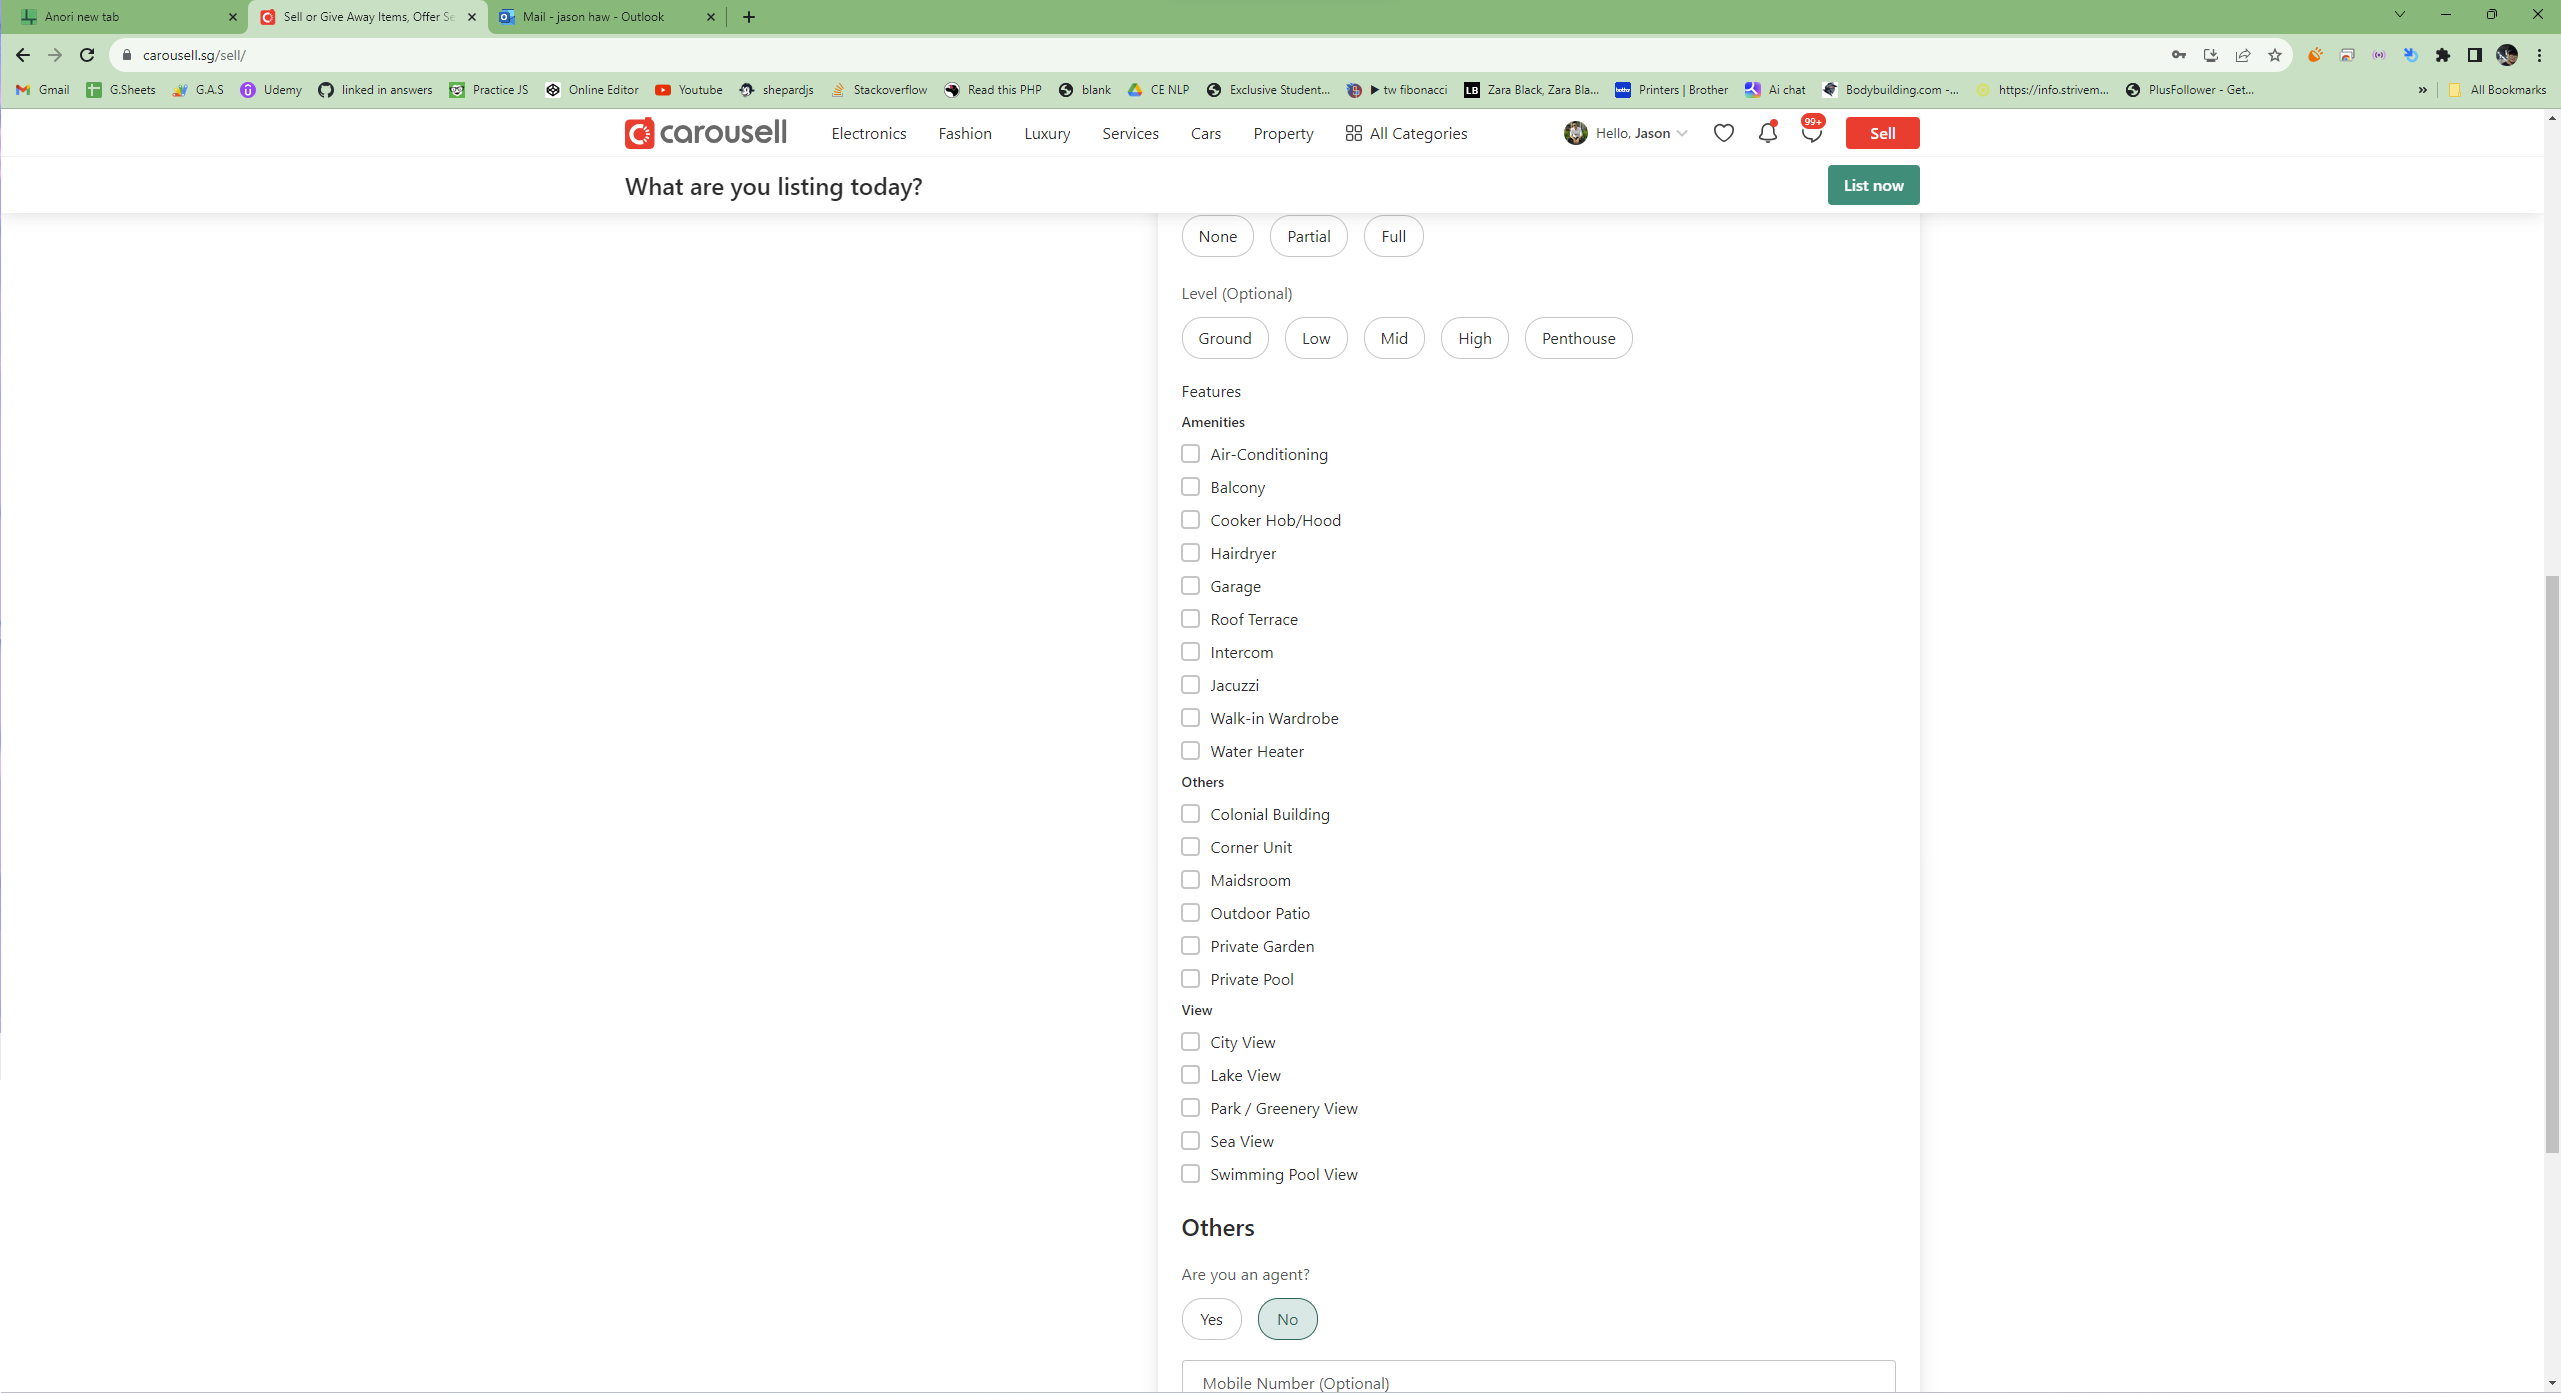 Anori new tab
Sell or Give Away Items, Offer Se
Mail - jason haw - Outlook
carousell.sg/sell/
Gmail
G.Sheets
G.A.S
Udemy
linked in answers
Practice JS
Online Editor
Youtube
shepardjs
Stackoverflow
Read this PHP
blank
CE NLP
Exclusive Student...
▶ tw fibonacci
LB Zara Black, Zara Bla...
Printers | Brother
Ai chat
Bodybuilding.com -...
https://info.strivem...
PlusFollower - Get...
»
All Bookmarks
carousell
Electronics
Fashion
Luxury
Services
Cars
Property
All Categories
Hello, Jason
99+
Sell
What are you listing today?
List now
None
Partial
Full
Level (Optional)
Ground
Low
Mid
High
Penthouse
Features
Amenities
Air-Conditioning
Balcony
Cooker Hob/Hood
Hairdryer
Garage
Roof Terrace
Intercom
Jacuzzi
Walk-in Wardrobe
Water Heater
Others
Colonial Building
Corner Unit
Maidsroom
Outdoor Patio
Private Garden
Private Pool
View
City View
Lake View
Park / Greenery View
Sea View
Swimming Pool View
Others
Are you an agent?
Yes
No
Mobile Number (Optional)